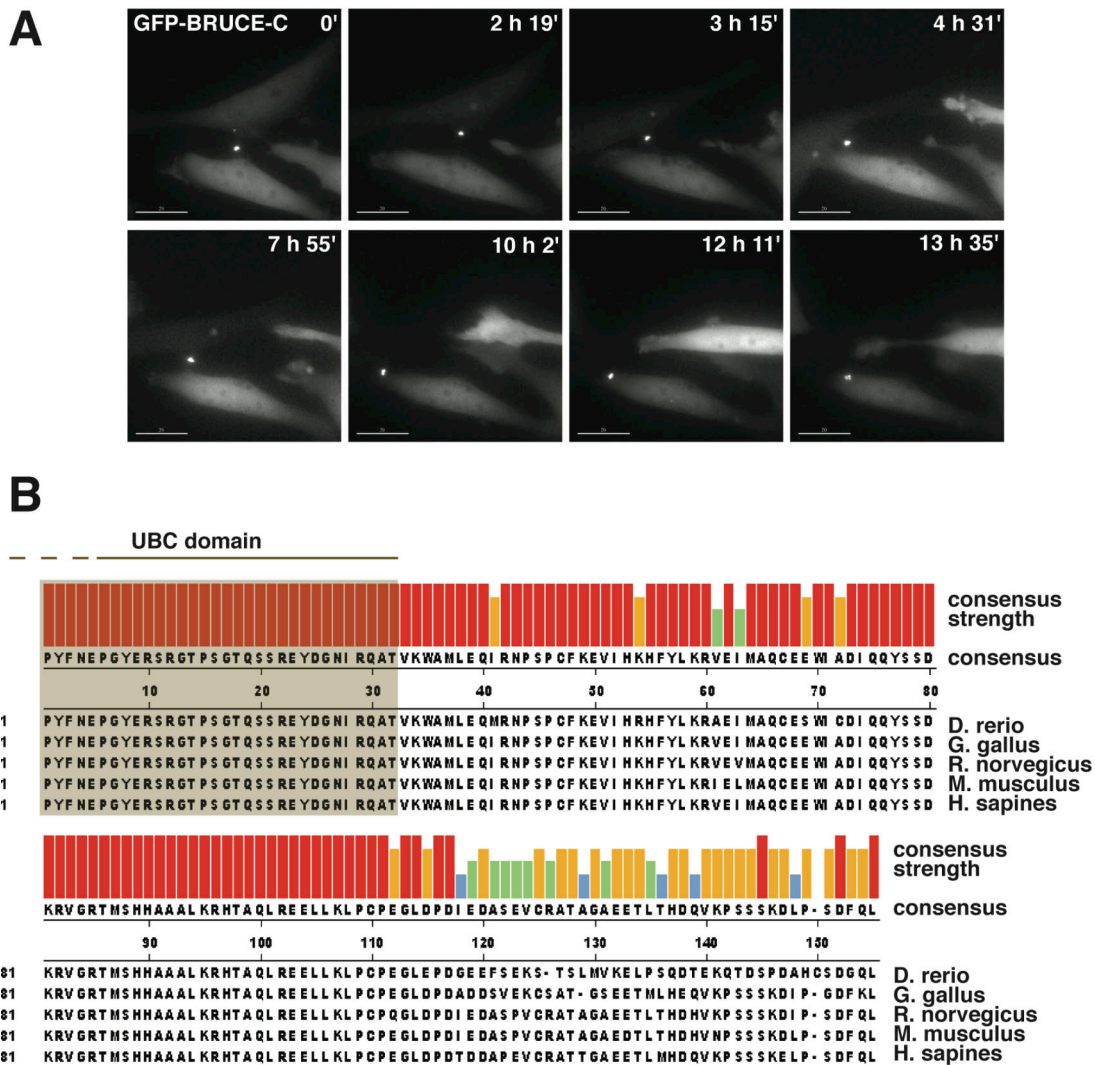 A
GFP-BRUCE-C 0'
2 h 19'
3 h 15'
4 h 31'
7 h 55'
10 h 2'
12 h 11'
13 h 35'
B
UBC domain
consensus strength
PYFNEPGYERSRGTPSGTQSSREYDGNIRQATVKWAMLEQIRNPSPCFKEVIHKHFYLKRVEIMAQCEEWIADIQQYSSD consensus
10 20 30 40 50 60 70 80
1 PYFNEPGYERSRGTPSGTQSSREYDGNIRQATVKWAMLEQMRNPSPCFKEVIHRHFYLKRAEIMAQCESWICDIQQYSSD D. rerio
1 PYFNEPGYERSRGTPSGTQSSREYDGNIRQATVKWAMLEQIRNPSPCFKEVIHKHFYLKRVEIMAQCEEWIADIQQYSSD G. gallus
1 PYFNEPGYERSRGTPSGTQSSREYDGNIRQATVKWAMLEQIRNPSPCFKEVIHKHFYLKRVEVMAQCEEWIADIQQYSSD R. norvegicus
1 PYFNEPGYERSRGTPSGTQSSREYDGNIRQATVKWAMLEQIRNPSPCFKEVIHKHFYLKRIELMAQCEEWIADIQQYSSD M. musculus
1 PYFNEPGYERSRGTPSGTQSSREYDGNIRQATVKWAMLEQIRNPSPCFKEVIHKHFYLKRVEIMAQCEEWIADIQQYSSD H. sapines
consensus strength
KRVGRTMSHHAAALKRHTAQLREELLKLPCPEGLDPDIEDASEVCRATAGAEETLTHDQVKPSSSKDLP-SDFQL consensus
90 100 110 120 130 140 150
81 KRVGRTMSHHAAALKRHTAQLREELLKLPCPEGLEPDGEEFSEKS-TSLMVKELPSQDTEKQTDSPDAHCSDGQL D. rerio
81 KRVGRTMSHHAAALKRHTAQLREELLKLPCPEGLDPDADDSVEKCSAT-GSEETMLHEQVKPSSSKDIP-GDFKL G. gallus
81 KRVGRTMSHHAAALKRHTAQLREELLKLPCPQGLDPDIEDASPVCRATAGAEETLTHDHVKPSSSKDIP-SDFQL R. norvegicus
81 KRVGRTMSHHAAALKRHTAQLREELLKLPCPEGLDPDIEDASPVCRATAGAEDTLTHDHVNPSSSKDLP-SDFQL M. musculus
81 KRVGRTMSHHAAALKRHTAQLREELLKLPCPEGLDPDTDDAPEVCRATTGAEETLMHDQVKPSSSKELP-SDFQL H. sapines